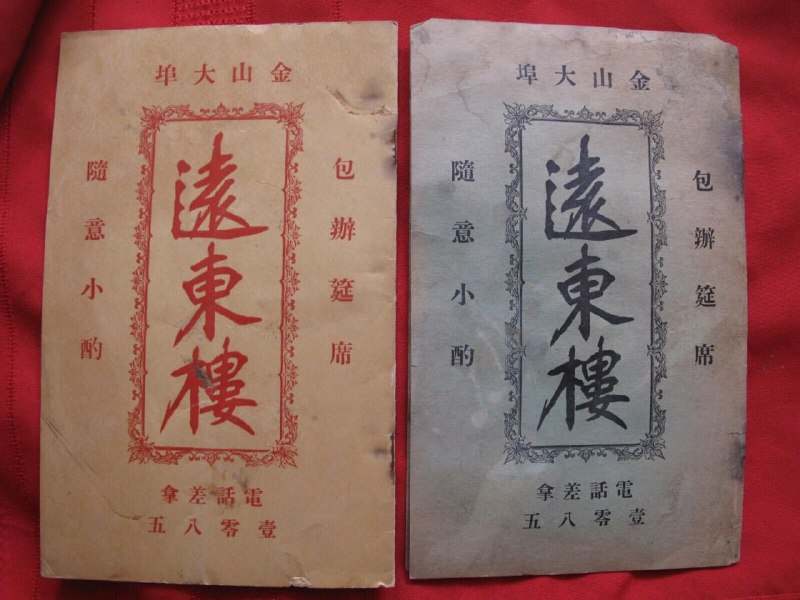 金山大埠
包辦筵席
遠東樓
隨意小酌
電話差拿
壹零八五
金山大埠
包辦筵席
遠東樓
隨意小酌
電話差拿
壹零八五